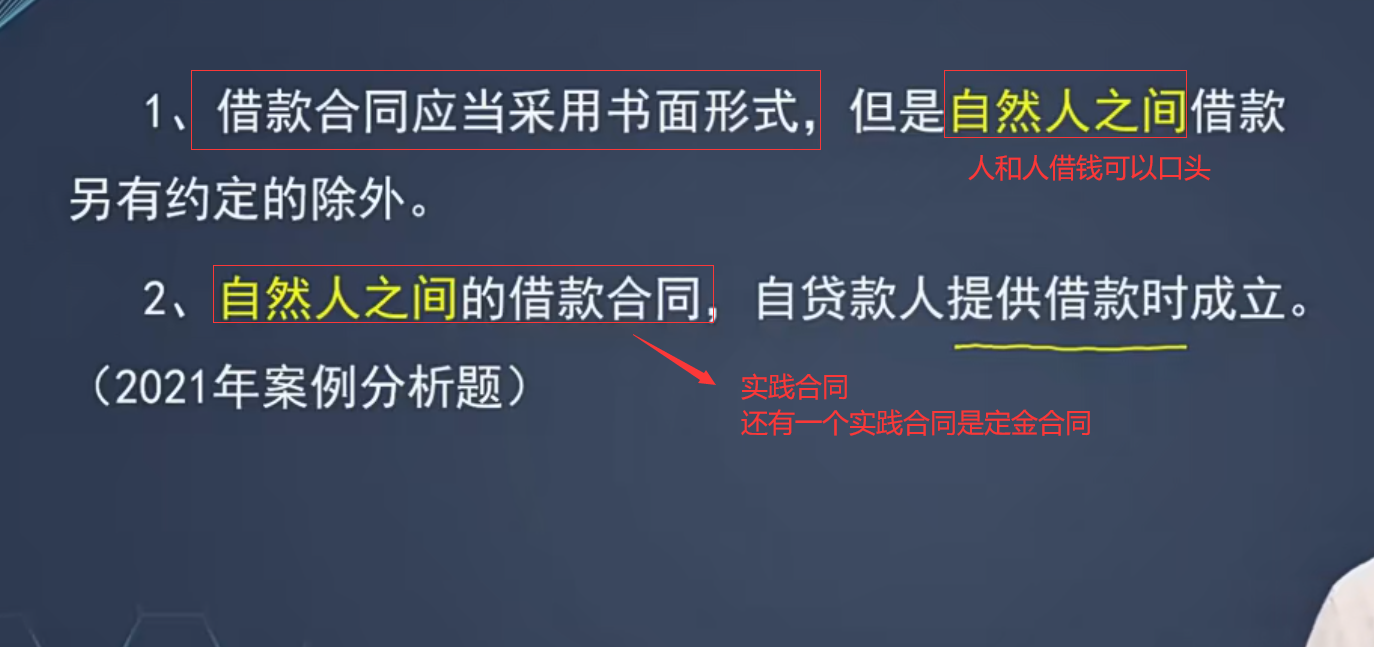 1、借款合同应当采用书面形式，但是自然人之间借款
人和人借钱可以口头
另有约定的除外。
2、自然人之间的借款合同，自贷款人提供借款时成立。
（2021年案例分析题）
实践合同
还有一个实践合同是定金合同